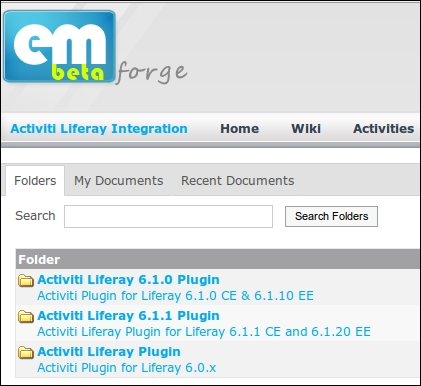 em
beta
forge
Activiti Liferay Integration Home Wiki Activities
Folders My Documents Recent Documents
Search Search Folders
Folder
Activiti Liferay 6.1.0 Plugin
Activiti Plugin for Liferay 6.1.0 CE & 6.1.10 EE
Activiti Liferay 6.1.1 Plugin
Activiti Liferay Plugin for Liferay 6.1.1 CE and 6.1.20 EE
Activiti Liferay Plugin
Activiti Plugin for Liferay 6.0.x